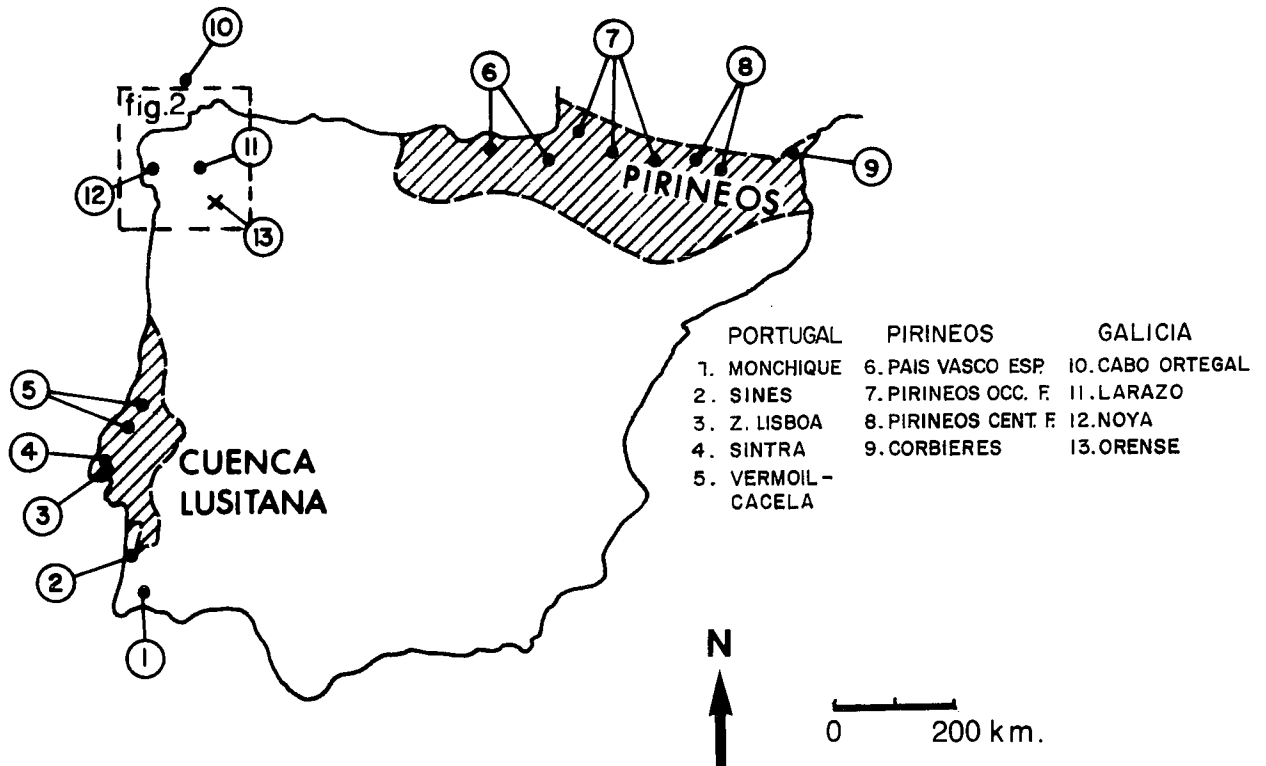 10
7
6
8
fig.2
11
9
12
PIRINEOS
13
PORTUGAL PIRINEOS GALICIA
1. MONCHIQUE 6. PAIS VASCO ESP. 10. CABO ORTEGAL
2. SINES 7. PIRINEOS OCC. F. 11. LARAZO
3. Z. LISBOA 8. PIRINEOS CENT. F. 12. NOYA
4. SINTRA 9. CORBIERES 13. ORENSE
5. VERMOIL-
CACELA
5
4
CUENCA
LUSITANA
3
2
1
N
0 200 km.